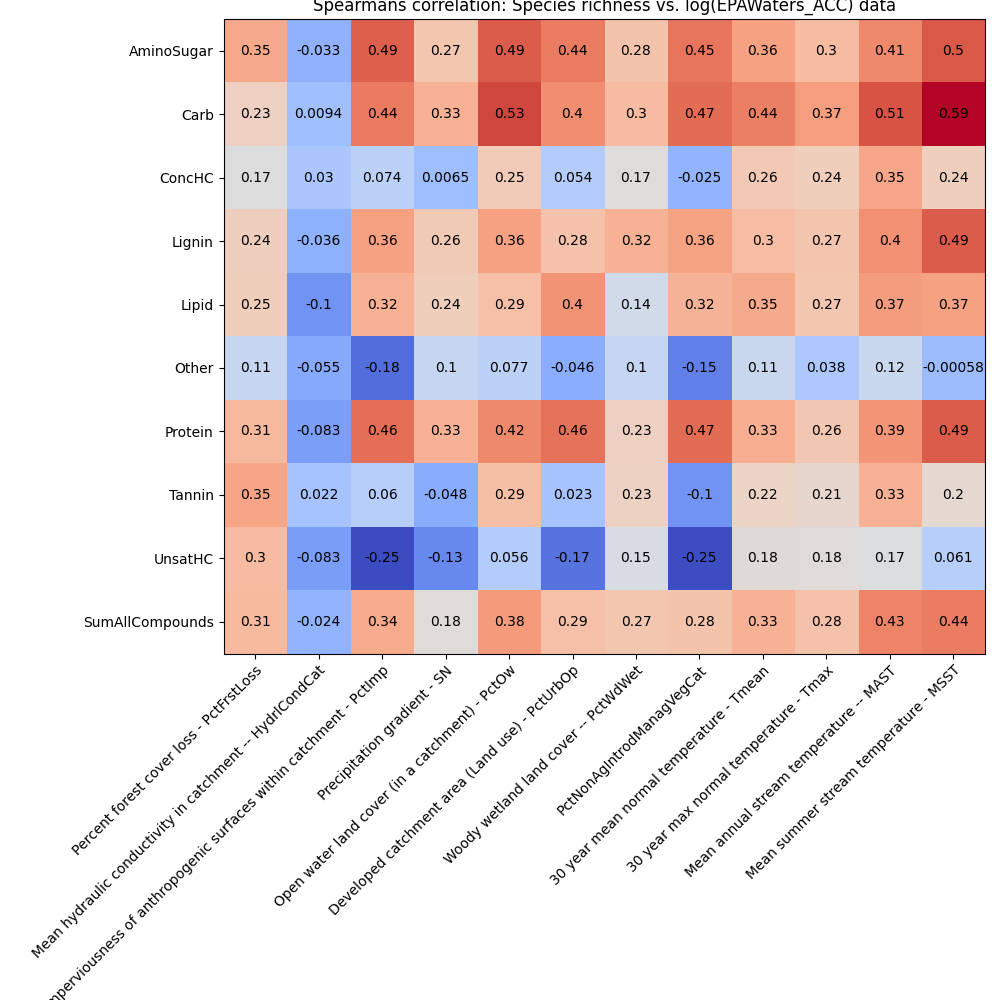 Spearmans correlation: Species richness vs. log(EPAWaters_ACC) data
AminoSugar 0.35 -0.033 0.49 0.27 0.49 0.44 0.28 0.45 0.36 0.3 0.41 0.5
Carb 0.23 0.0094 0.44 0.33 0.53 0.4 0.3 0.47 0.44 0.37 0.51 0.59
ConcHC 0.17 0.03 0.074 0.0065 0.25 0.054 0.17 -0.025 0.26 0.24 0.35 0.24
Lignin 0.24 -0.036 0.36 0.26 0.36 0.28 0.32 0.36 0.3 0.27 0.4 0.49
Lipid 0.25 -0.1 0.32 0.24 0.29 0.4 0.14 0.32 0.35 0.27 0.37 0.37
Other 0.11 -0.055 -0.18 0.1 0.077 -0.046 0.1 -0.15 0.11 0.038 0.12 -0.00058
Protein 0.31 -0.083 0.46 0.33 0.42 0.46 0.23 0.47 0.33 0.26 0.39 0.49
Tannin 0.35 0.022 0.06 -0.048 0.29 0.023 0.23 -0.1 0.22 0.21 0.33 0.2
UnsatHC 0.3 -0.083 -0.25 -0.13 0.056 -0.17 0.15 -0.25 0.18 0.18 0.17 0.061
SumAllCompounds 0.31 -0.024 0.34 0.18 0.38 0.29 0.27 0.28 0.33 0.28 0.43 0.44
Percent forest cover loss - PctFrstLoss
Mean hydraulic conductivity in catchment -- HydrlCondCat
mperviousness of anthropogenic surfaces within catchment - PctImp
Precipitation gradient - SN
Open water land cover (in a catchment) - PctOw
Developed catchment area (Land use) - PctUrbOp
Woody wetland land cover -- PctWdWet
PctNonAgIntrodManagVegCat
30 year mean normal temperature - Tmean
30 year max normal temperature - Tmax
Mean annual stream temperature -- MAST
Mean summer stream temperature - MSST